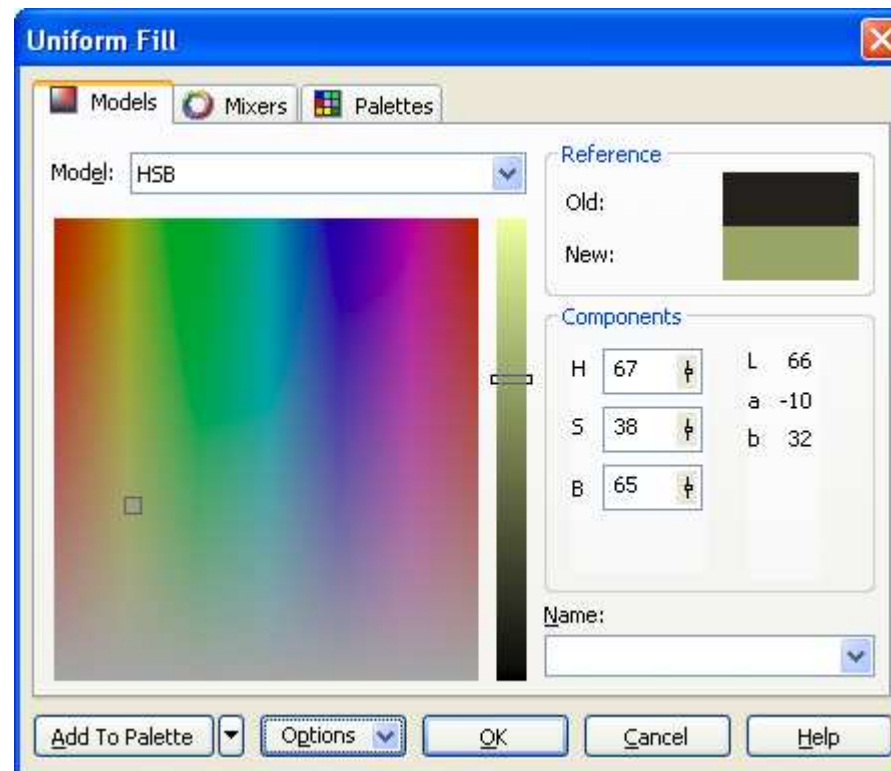 Uniform Fill
Models Mixers Palettes
Model: HSB
Reference
Old:
New:
Components
H 67 L 66
a -10
S 38
b 32
B 65
Name:
Add To Palette Options OK Cancel Help